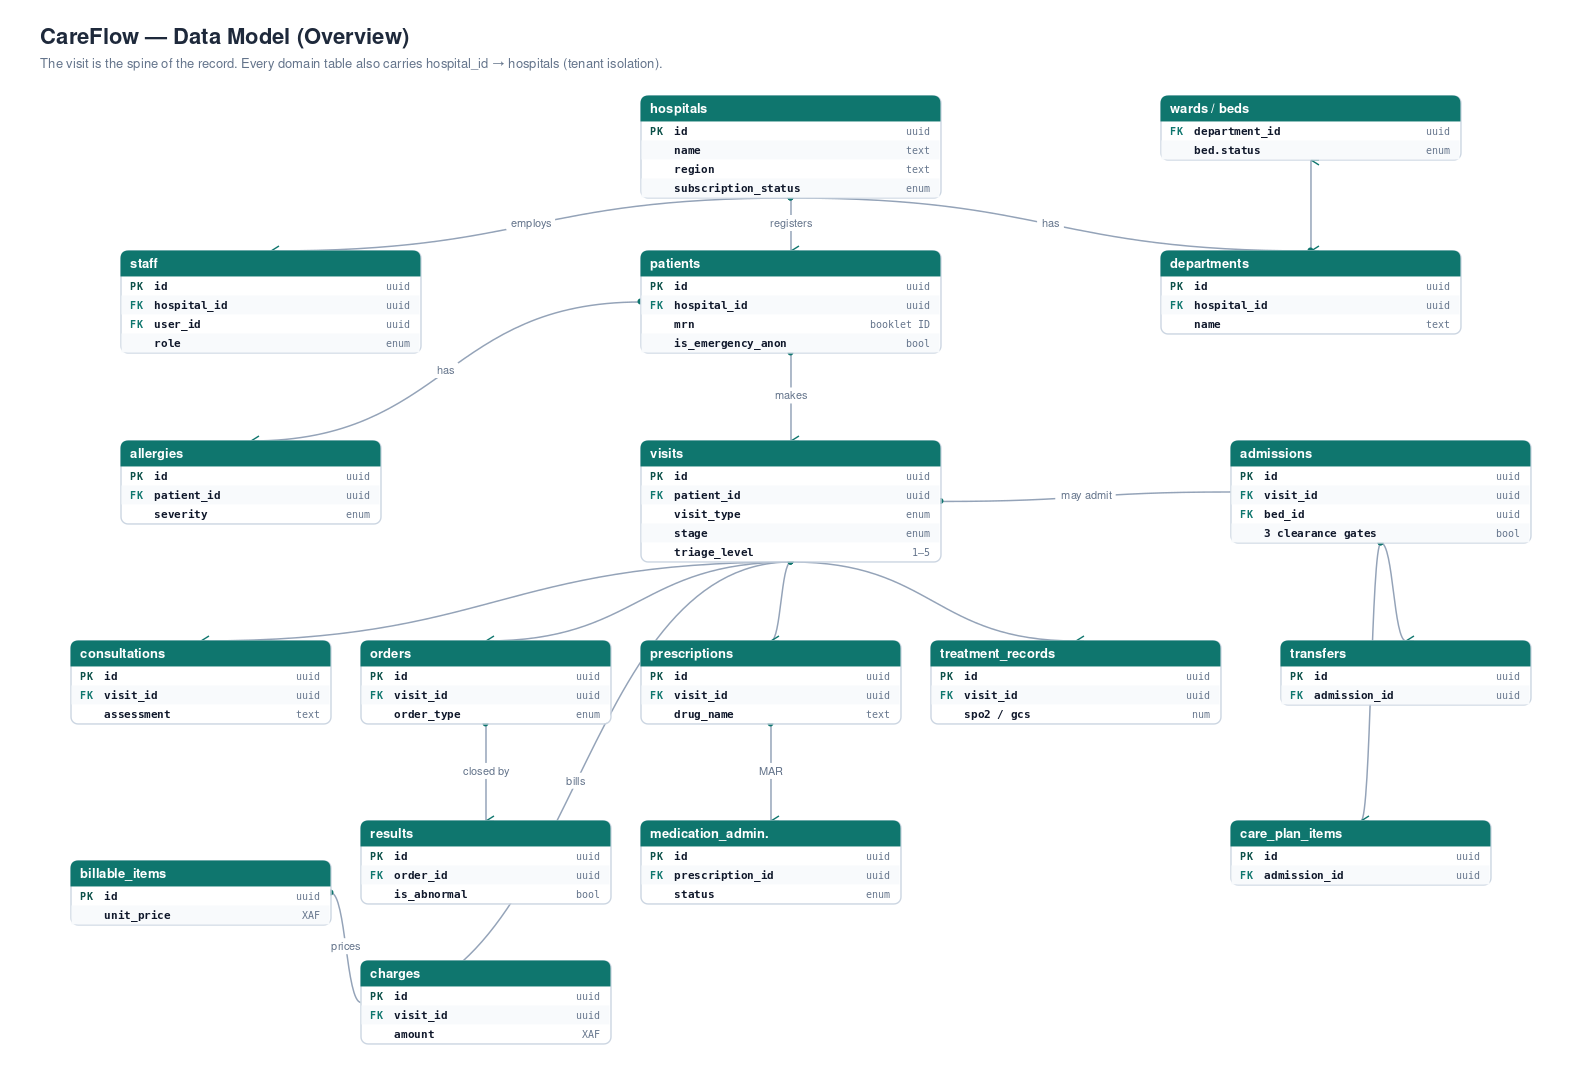 CareFlow — Data Model (Overview)
The visit is the spine of the record. Every domain table also carries hospital_id → hospitals (tenant isolation).
hospitals
PK id uuid
name text
region text
subscription_status enum
wards / beds
FK department_id uuid
bed.status enum
employs
registers
has
staff
PK id uuid
FK hospital_id uuid
FK user_id uuid
role enum
patients
PK id uuid
FK hospital_id uuid
mrn booklet ID
is_emergency_anon bool
departments
PK id uuid
FK hospital_id uuid
name text
has
makes
allergies
PK id uuid
FK patient_id uuid
severity enum
visits
PK id uuid
FK patient_id uuid
visit_type enum
stage enum
triage_level 1–5
may admit
admissions
PK id uuid
FK visit_id uuid
FK bed_id uuid
3 clearance gates bool
consultations
PK id uuid
FK visit_id uuid
assessment text
orders
PK id uuid
FK visit_id uuid
order_type enum
prescriptions
PK id uuid
FK visit_id uuid
drug_name text
treatment_records
PK id uuid
FK visit_id uuid
spo2 / gcs num
transfers
PK id uuid
FK admission_id uuid
closed by
bills
MAR
results
PK id uuid
FK order_id uuid
is_abnormal bool
medication_admin.
PK id uuid
FK prescription_id uuid
status enum
care_plan_items
PK id uuid
FK admission_id uuid
billable_items
PK id uuid
unit_price XAF
prices
charges
PK id uuid
FK visit_id uuid
amount XAF